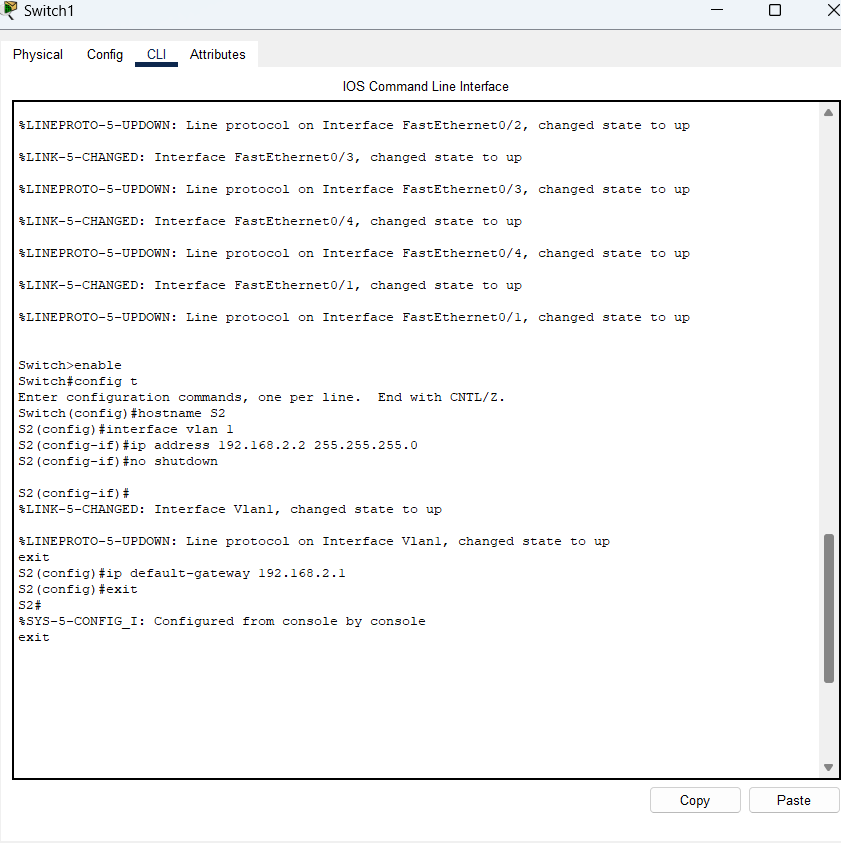 Switch1
Physical Config CLI Attributes
IOS Command Line Interface
%LINEPROTO-5-UPDOWN: Line protocol on Interface FastEthernet0/2, changed state to up
%LINK-5-CHANGED: Interface FastEthernet0/3, changed state to up
%LINEPROTO-5-UPDOWN: Line protocol on Interface FastEthernet0/3, changed state to up
%LINK-5-CHANGED: Interface FastEthernet0/4, changed state to up
%LINEPROTO-5-UPDOWN: Line protocol on Interface FastEthernet0/4, changed state to up
%LINK-5-CHANGED: Interface FastEthernet0/1, changed state to up
%LINEPROTO-5-UPDOWN: Line protocol on Interface FastEthernet0/1, changed state to up
Switch>enable
Switch#config t
Enter configuration commands, one per line.  End with CNTL/Z.
Switch(config)#hostname S2
S2(config)#interface vlan 1
S2(config-if)#ip address 192.168.2.2 255.255.255.0
S2(config-if)#no shutdown
S2(config-if)#
%LINK-5-CHANGED: Interface Vlan1, changed state to up
%LINEPROTO-5-UPDOWN: Line protocol on Interface Vlan1, changed state to up
exit
S2(config)#ip default-gateway 192.168.2.1
S2(config)#exit
S2#
%SYS-5-CONFIG_I: Configured from console by console
exit
Copy Paste